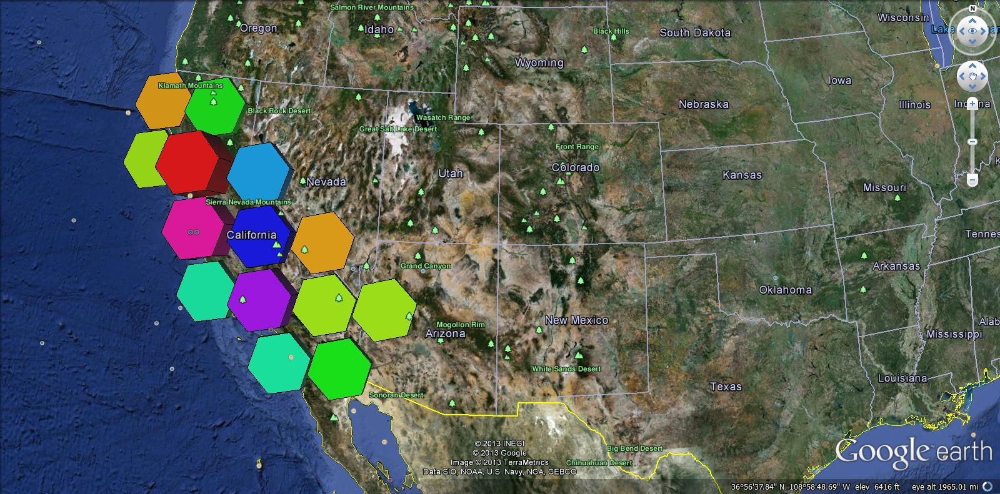 Salmon River Mountains
Wisconsin
Oregon
Idaho
Black Hills
South Dakota
Lake
Wyoming
Iowa
Klamath Mountains
Nebraska
Illinois
Indiana
Black Rock Desert
Wasatch Range
Great Salt Lake Desert
Front Range
Colorado
Utah
Kansas
Nevada
Missouri
Sierra Nevada Mountains
California
Tennes
Grand Canyon
Arkansas
Oklahoma
New Mexico
Mogollon Rim
Arizona
Alab
Mississippi
White Sands Desert
Louisiana
Texas
Sonoran Desert
© 2013 INEGI
© 2013 Google
Image © 2013 TerraMetrics
Data SIO, NOAA, U.S. Navy, NGA, GEBCO
Big Bend Desert
Chihuahuan Desert
Google earth
36°56'37.84" N 108°58'48.69" W elev 6416 ft eye alt 1965.01 mi
N
K